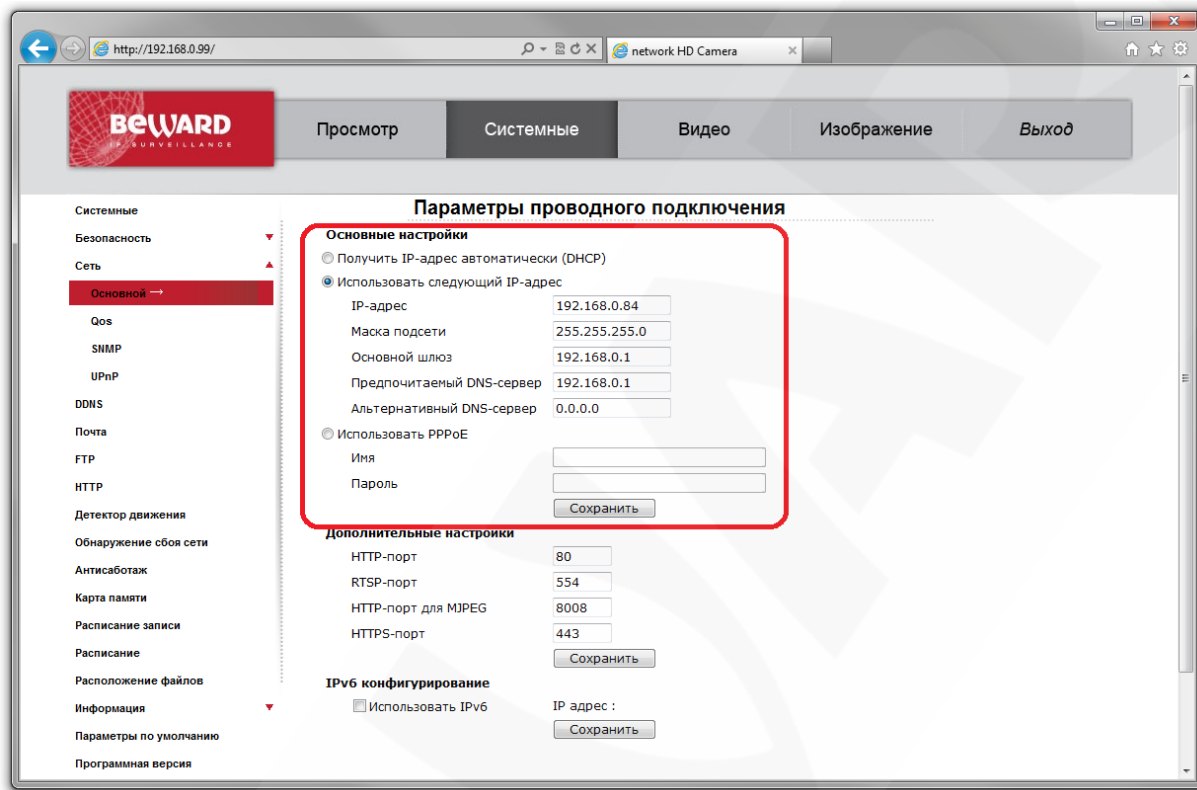 http://192.168.0.99/
network HD Camera
BEWARD
IP SURVEILLANCE
Просмотр
Системные
Видео
Изображение
Выход
Системные
Безопасность
Сеть
Основной →
Qos
SNMP
UPnP
DDNS
Почта
FTP
HTTP
Детектор движения
Обнаружение сбоя сети
Антисаботаж
Карта памяти
Расписание записи
Расписание
Расположение файлов
Информация
Параметры по умолчанию
Программная версия
Параметры проводного подключения
Основные настройки
Получить IP-адрес автоматически (DHCP)
Использовать следующий IP-адрес
IP-адрес 192.168.0.84
Маска подсети 255.255.255.0
Основной шлюз 192.168.0.1
Предпочитаемый DNS-сервер 192.168.0.1
Альтернативный DNS-сервер 0.0.0.0
Использовать PPPoE
Имя
Пароль
Сохранить
Дополнительные настройки
HTTP-порт 80
RTSP-порт 554
HTTP-порт для MJPEG 8008
HTTPS-порт 443
Сохранить
IPv6 конфигурирование
Использовать IPv6 IP адрес :
Сохранить